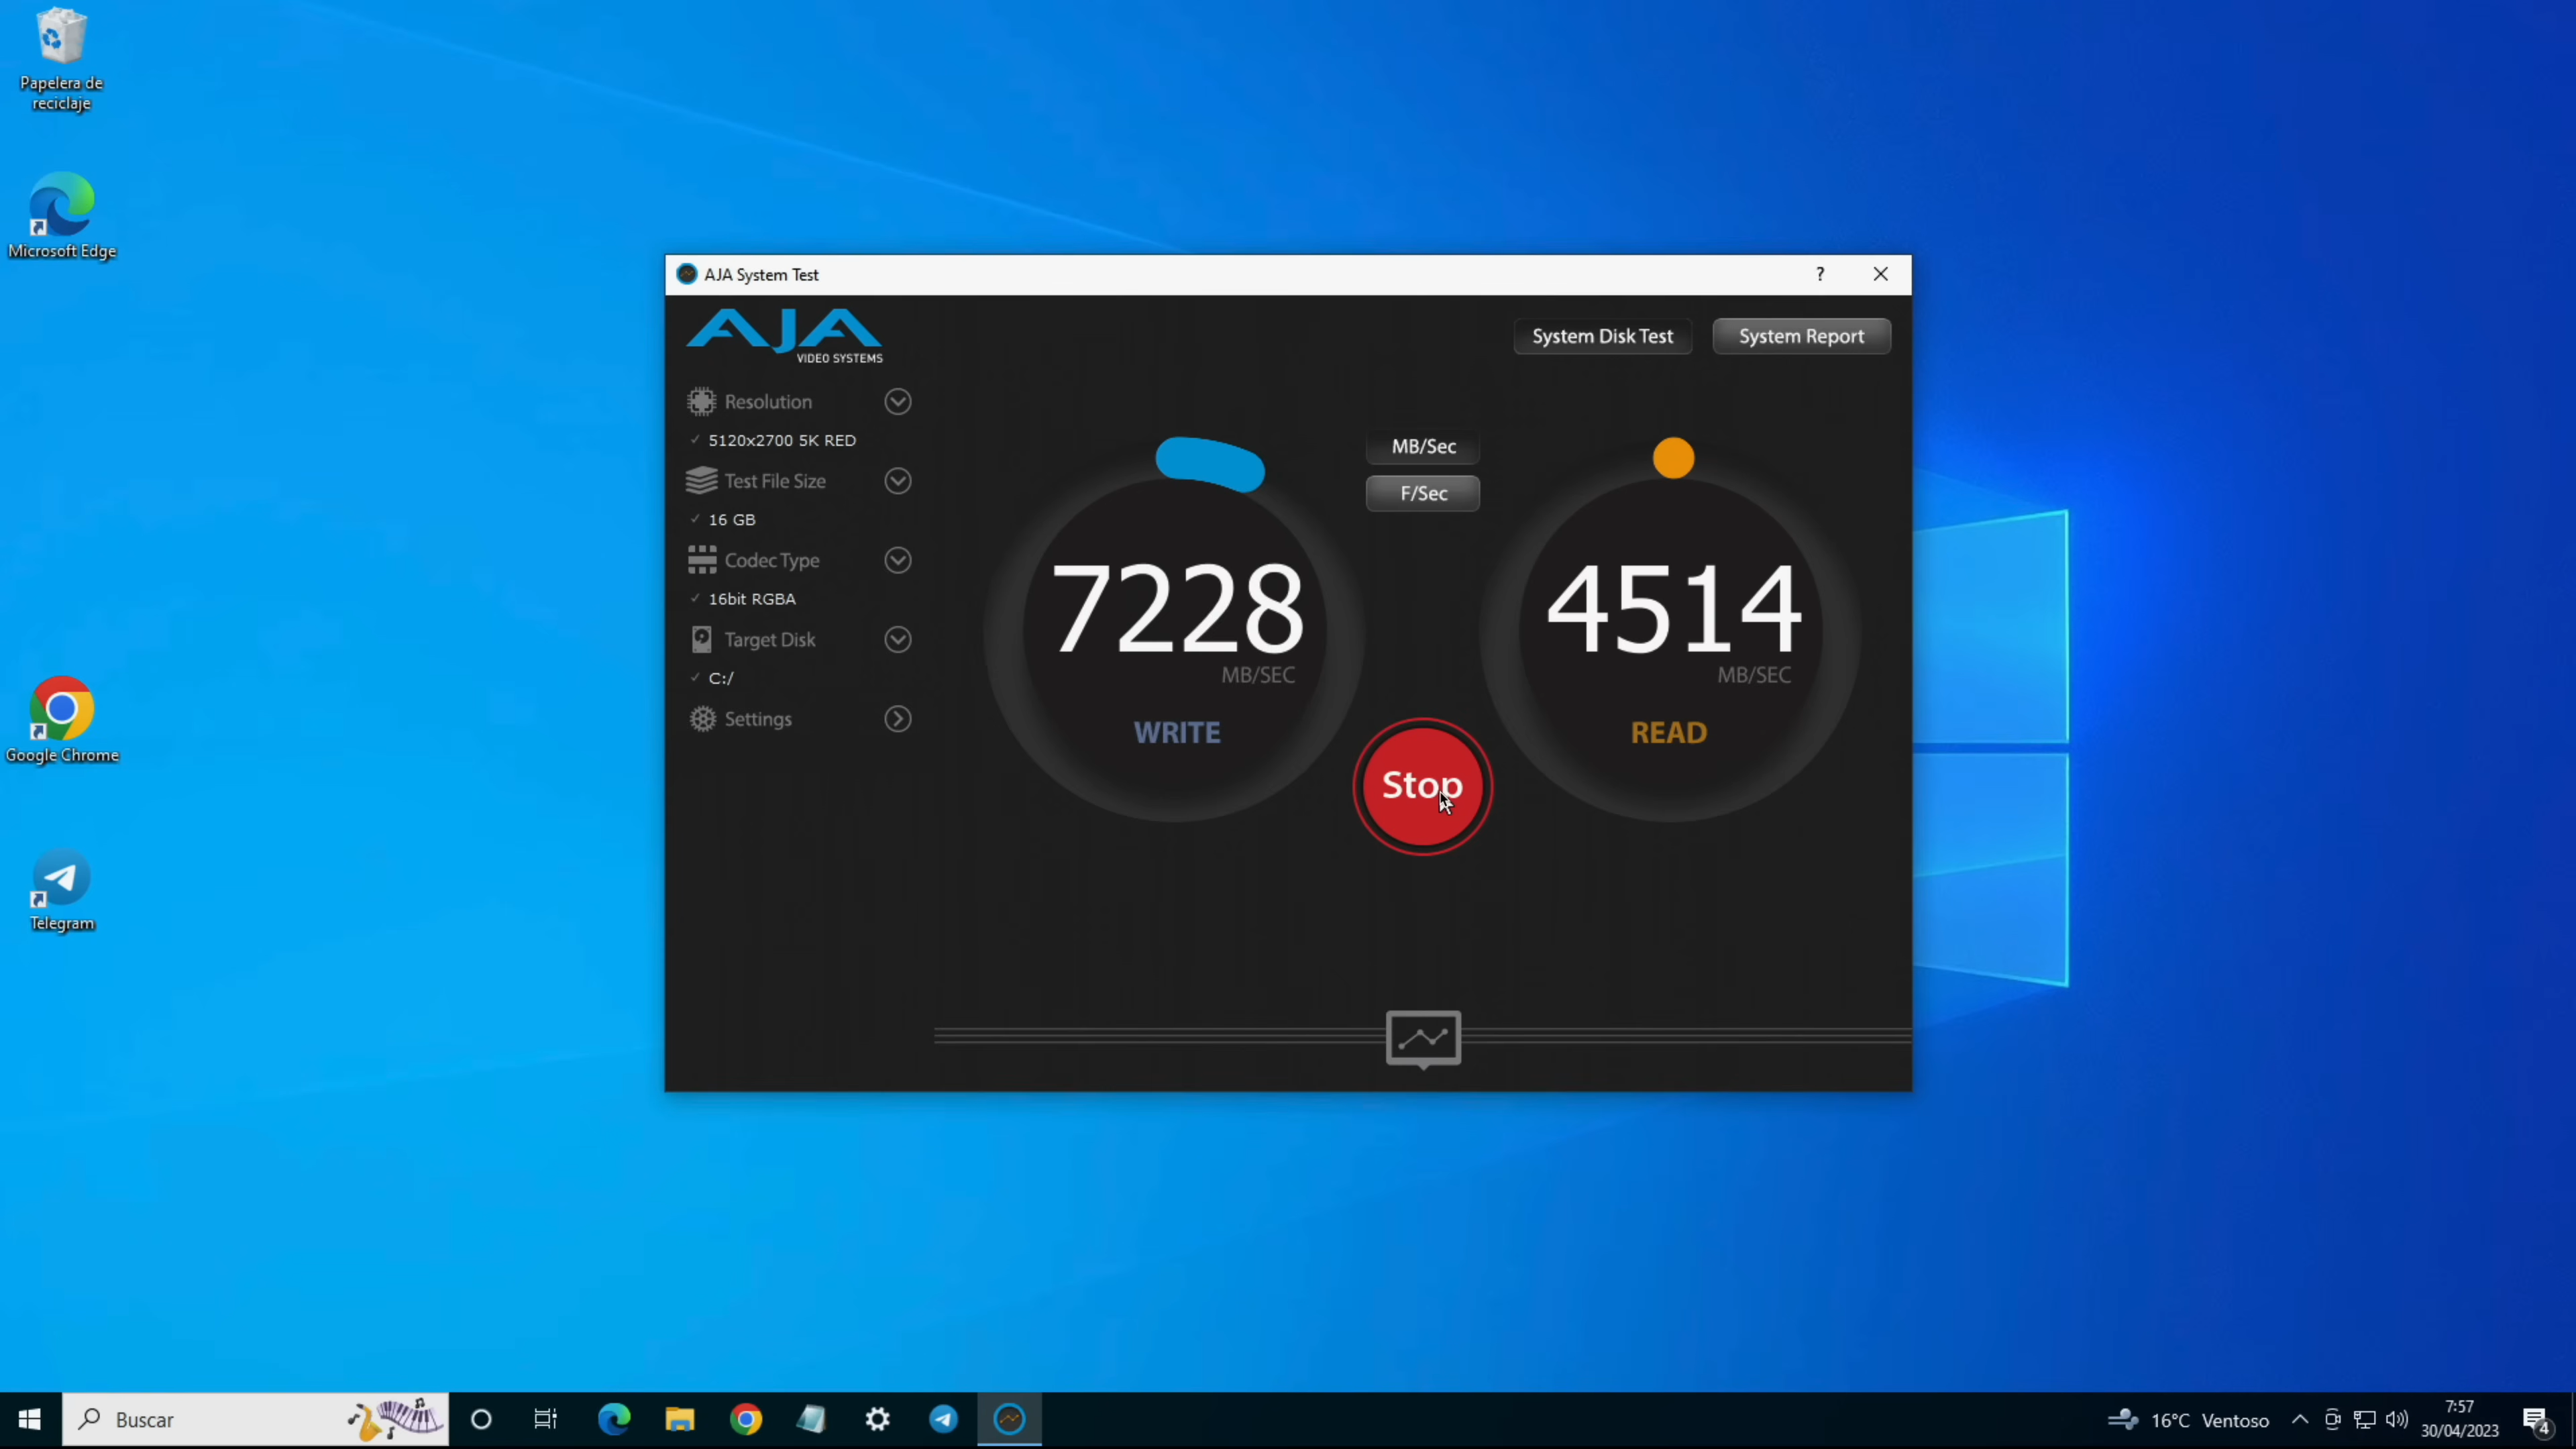 Papelera de
reciclaje
Microsoft Edge
Google Chrome
Telegram
AJA System Test
?
AJA
VIDEO SYSTEMS
System Disk Test
System Report
Resolution
5120x2700 5K RED
Test File Size
16 GB
Codec Type
16bit RGBA
Target Disk
C:/
Settings
MB/Sec
F/Sec
7228
MB/SEC
WRITE
4514
MB/SEC
READ
Stop
Buscar
16°C Ventoso
7:57
30/04/2023
4